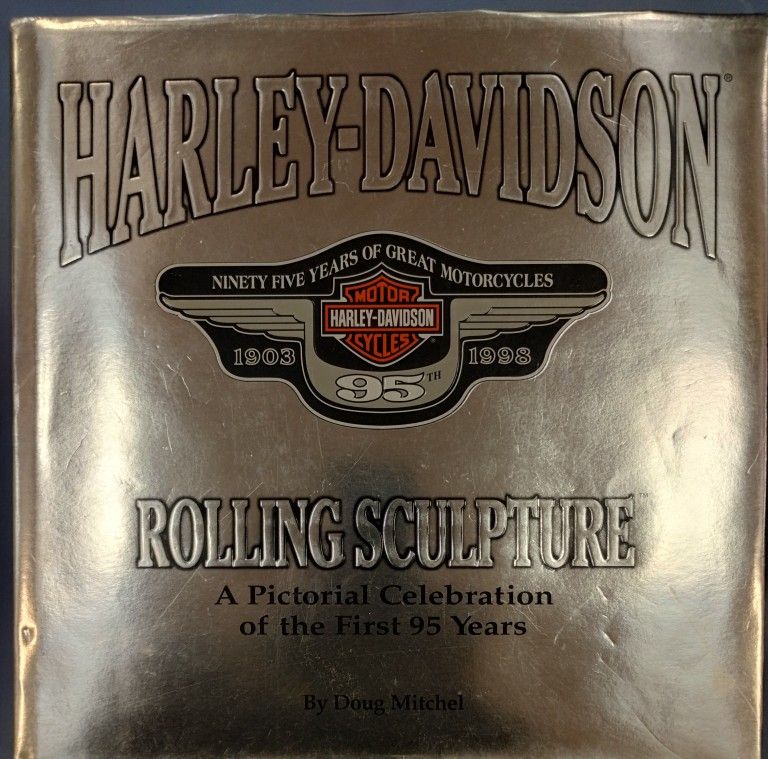 HARLEY-DAVIDSON®
NINETY FIVE YEARS OF GREAT MOTORCYCLES
MOTOR
HARLEY-DAVIDSON
CYCLES
1903 1998
95TH
ROLLING SCULPTURE™
A Pictorial Celebration
of the First 95 Years
By Doug Mitchel